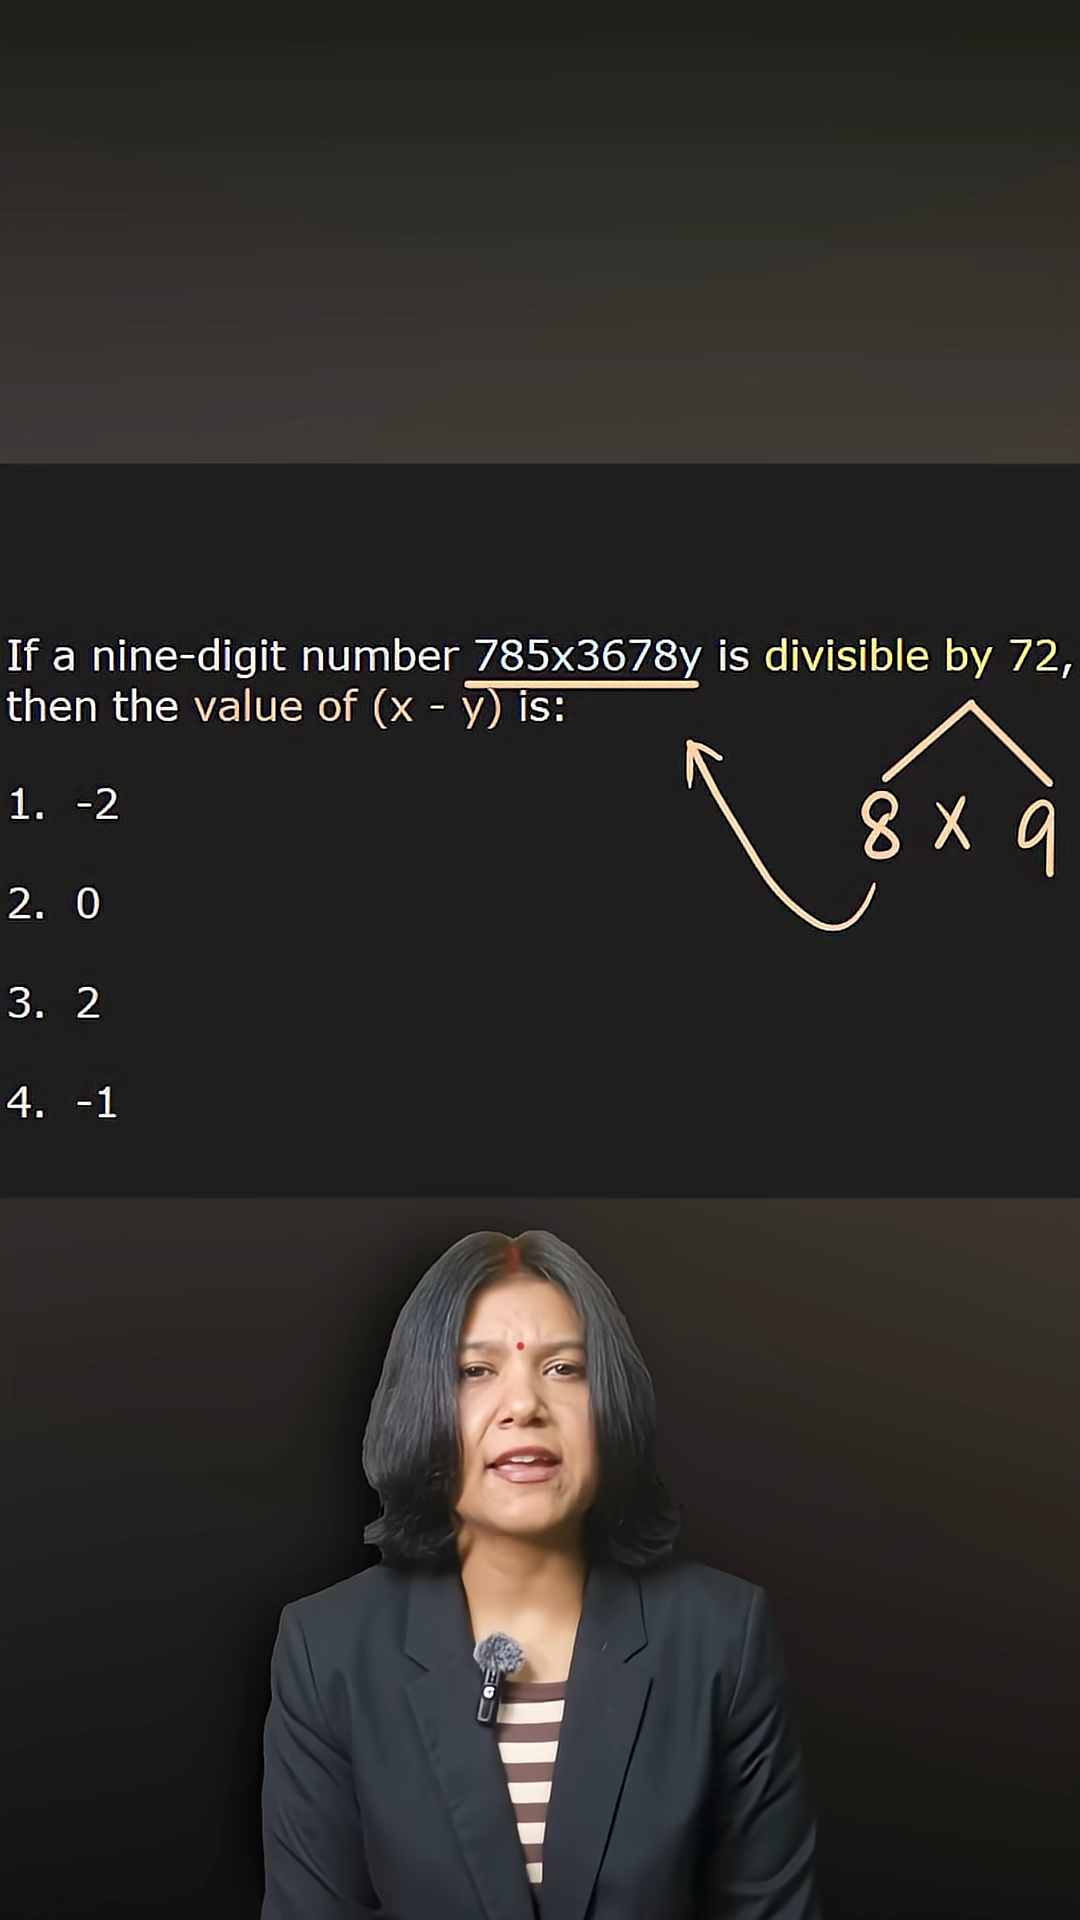 If a nine-digit number 785x3678y is divisible by 72,
then the value of (x - y) is:
8 x 9
1. -2
2. 0
3. 2
4. -1